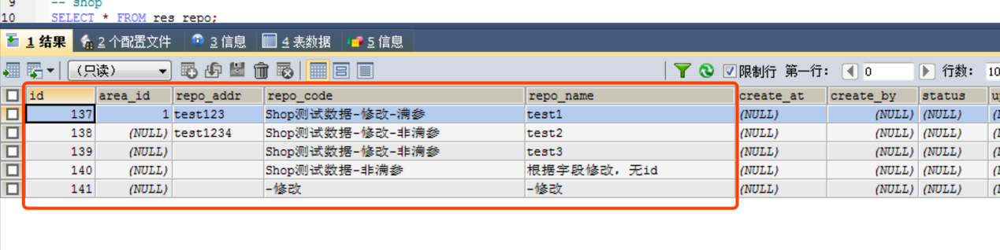 9 -- shop
10 SELECT * FROM res_repo;
1 结果 2 个配置文件 3 信息 4 表数据 5 信息
(只读) 限制行 第一行: 0 行数: 10
id area_id repo_addr repo_code repo_name create_at create_by status
137 1 test123 Shop测试数据-修改-满参 test1 (NULL) (NULL) (NULL)
138 (NULL) test1234 Shop测试数据-修改-非满参 test2 (NULL) (NULL) (NULL)
139 (NULL) Shop测试数据-修改-非满参 test3 (NULL) (NULL) (NULL)
140 (NULL) Shop测试数据-非满参 根据字段修改，无id (NULL) (NULL) (NULL)
141 (NULL) -修改 -修改 (NULL) (NULL) (NULL)